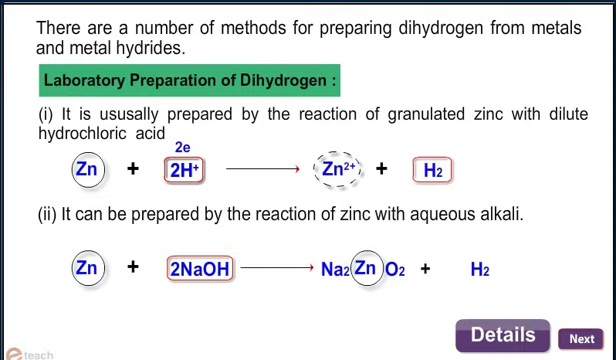 There are a number of methods for preparing dihydrogen from metals
and metal hydrides.
Laboratory Preparation of Dihydrogen :
(i) It is ususally prepared by the reaction of granulated zinc with dilute
hydrochloric acid
2e
Zn + 2H⁺ ⟶ Zn²⁺ + H₂
(ii) It can be prepared by the reaction of zinc with aqueous alkali.
Zn + 2NaOH ⟶ Na₂ZnO₂ + H₂
Details
Next
e teach